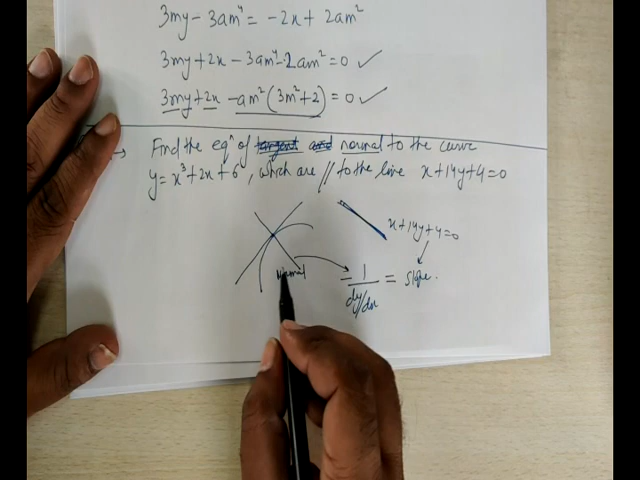 3my - 3am⁴ = -2x + 2am²
3my + 2x - 3am⁴ - 2am² = 0 ✓
3my + 2x - am² (3m² + 2) = 0 ✓
→ Find the eqⁿ of tangent and normal to the curve
y = x³ + 2x + 6, which are // to the line x + 14y + 4 = 0
x + 14y + 4 = 0
normal
- 1 / dy/dx = slope.